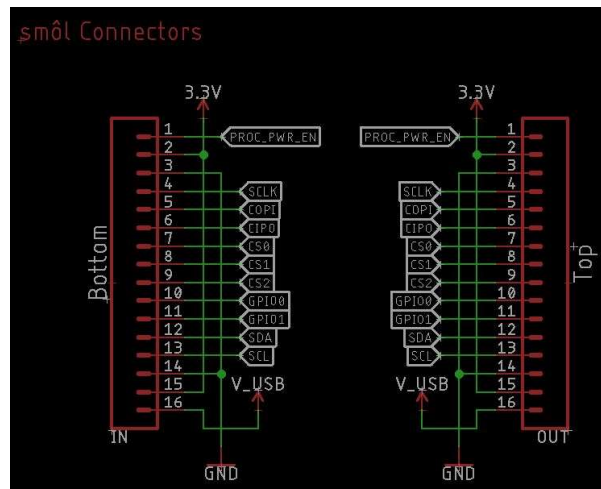 smôl Connectors
3.3V 3.3V
1 PROC_PWR_EN PROC_PWR_EN 1
2 2
3 3
4 SCLK SCLK 4
5 COPI COPI 5
6 CIPO CIPO 6
7 CS0 CS0 7
8 CS1 CS1 8
9 CS2 CS2 9
10 GPIO0 GPIO0 10
11 GPIO1 GPIO1 11
12 SDA SDA 12
13 SCL SCL 13
14 14
15 V_USB V_USB 15
16 16
Bottom Top
IN OUT
GND GND